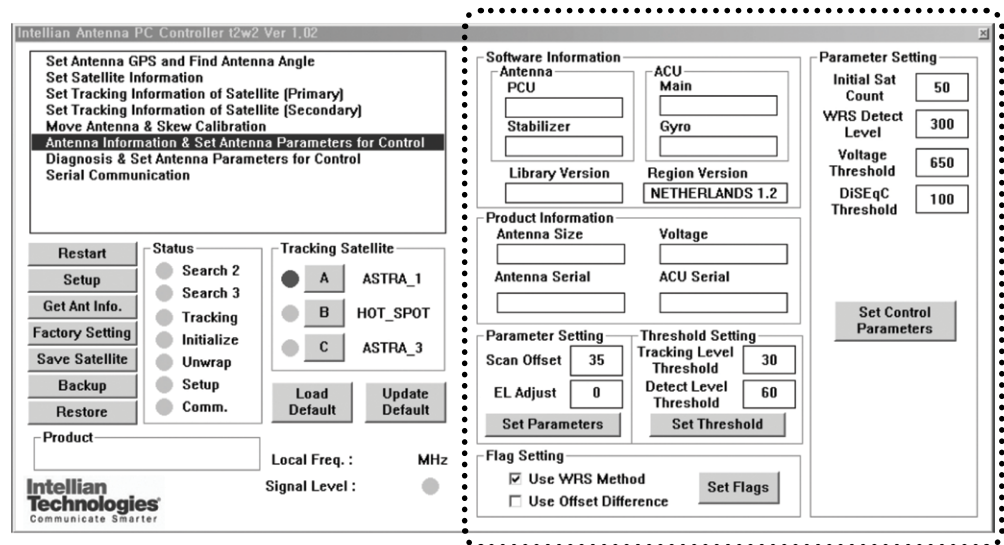 Intellian Antenna PC Controller t2w2 Ver 1.02
Set Antenna GPS and Find Antenna Angle
Set Satellite Information
Set Tracking Information of Satellite (Primary)
Set Tracking Information of Satellite (Secondary)
Move Antenna & Skew Calibration
Antenna Information & Set Antenna Parameters for Control
Diagnosis & Set Antenna Parameters for Control
Serial Communication
Restart
Setup
Get Ant Info.
Factory Setting
Save Satellite
Backup
Restore
Status
Search 2
Search 3
Tracking
Initialize
Unwrap
Setup
Comm.
Tracking Satellite
A ASTRA_1
B HOT_SPOT
C ASTRA_3
Load Default
Update Default
Product
Local Freq. : MHz
Signal Level :
Intellian
Technologies
Communicate Smarter
Software Information
Antenna
PCU
Stabilizer
ACU
Main
Gyro
Library Version
Region Version
NETHERLANDS 1.2
Product Information
Antenna Size
Voltage
Antenna Serial
ACU Serial
Parameter Setting
Scan Offset 35
EL Adjust 0
Set Parameters
Threshold Setting
Tracking Level Threshold 30
Detect Level Threshold 60
Set Threshold
Flag Setting
Use WRS Method
Use Offset Difference
Set Flags
Parameter Setting
Initial Sat Count 50
WRS Detect Level 300
Voltage Threshold 650
DiSEqC Threshold 100
Set Control Parameters